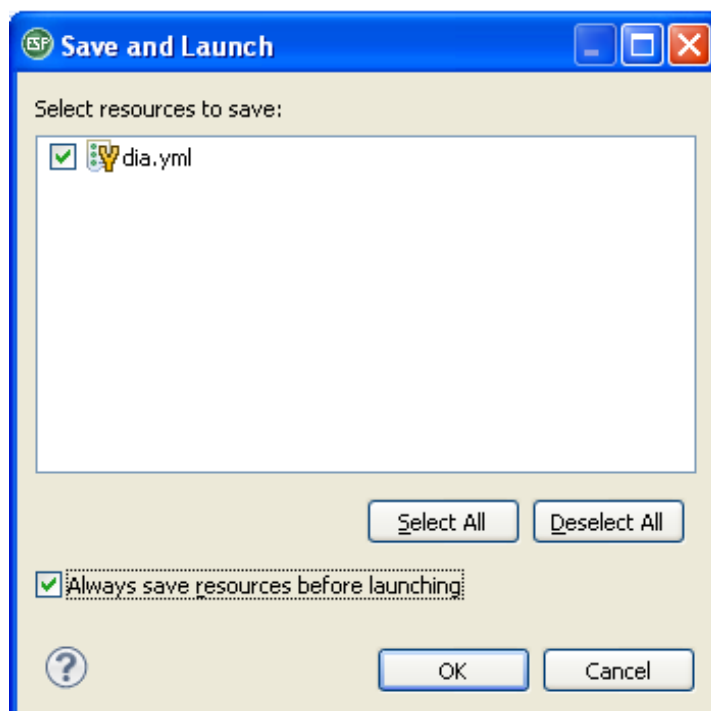 ESP Save and Launch
Select resources to save:
dia.yml
Select All Deselect All
Always save resources before launching
? OK Cancel